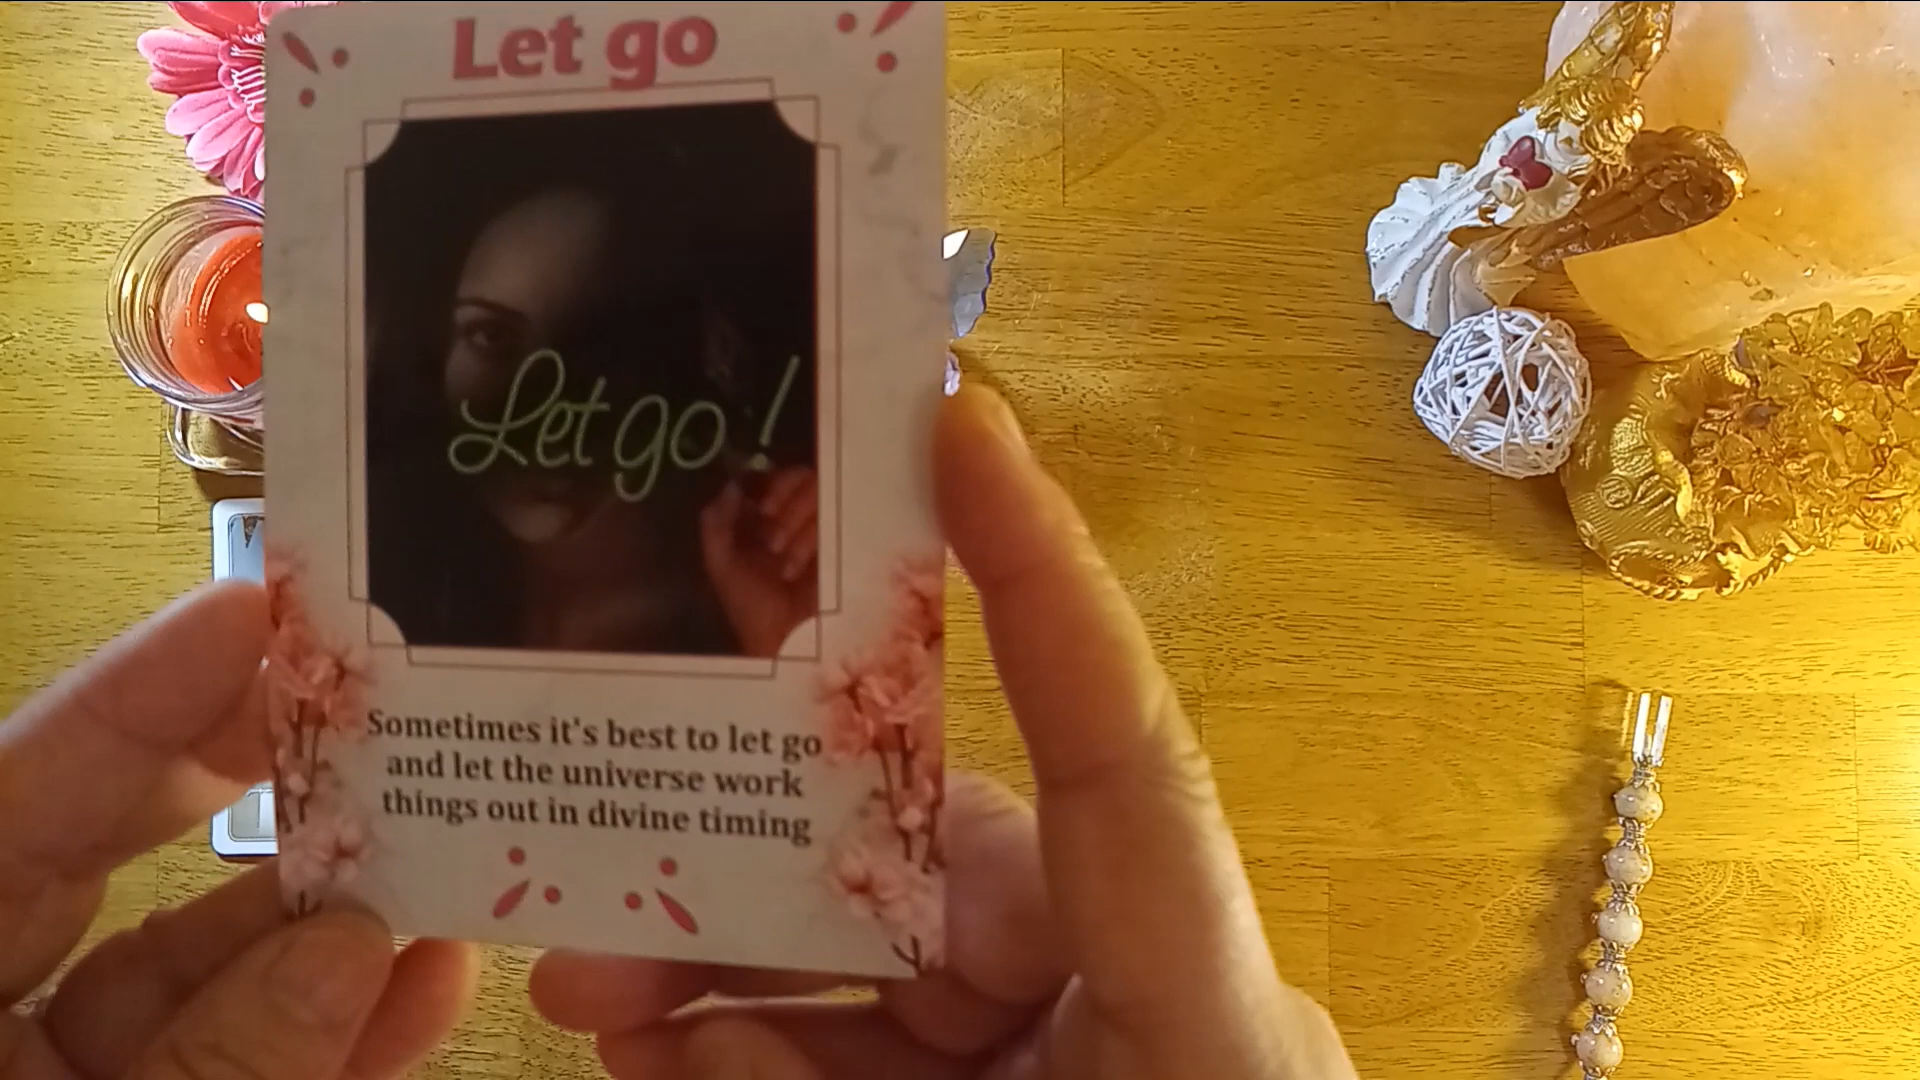 Let go
Let go!
Sometimes it's best to let go
and let the universe work
things out in divine timing